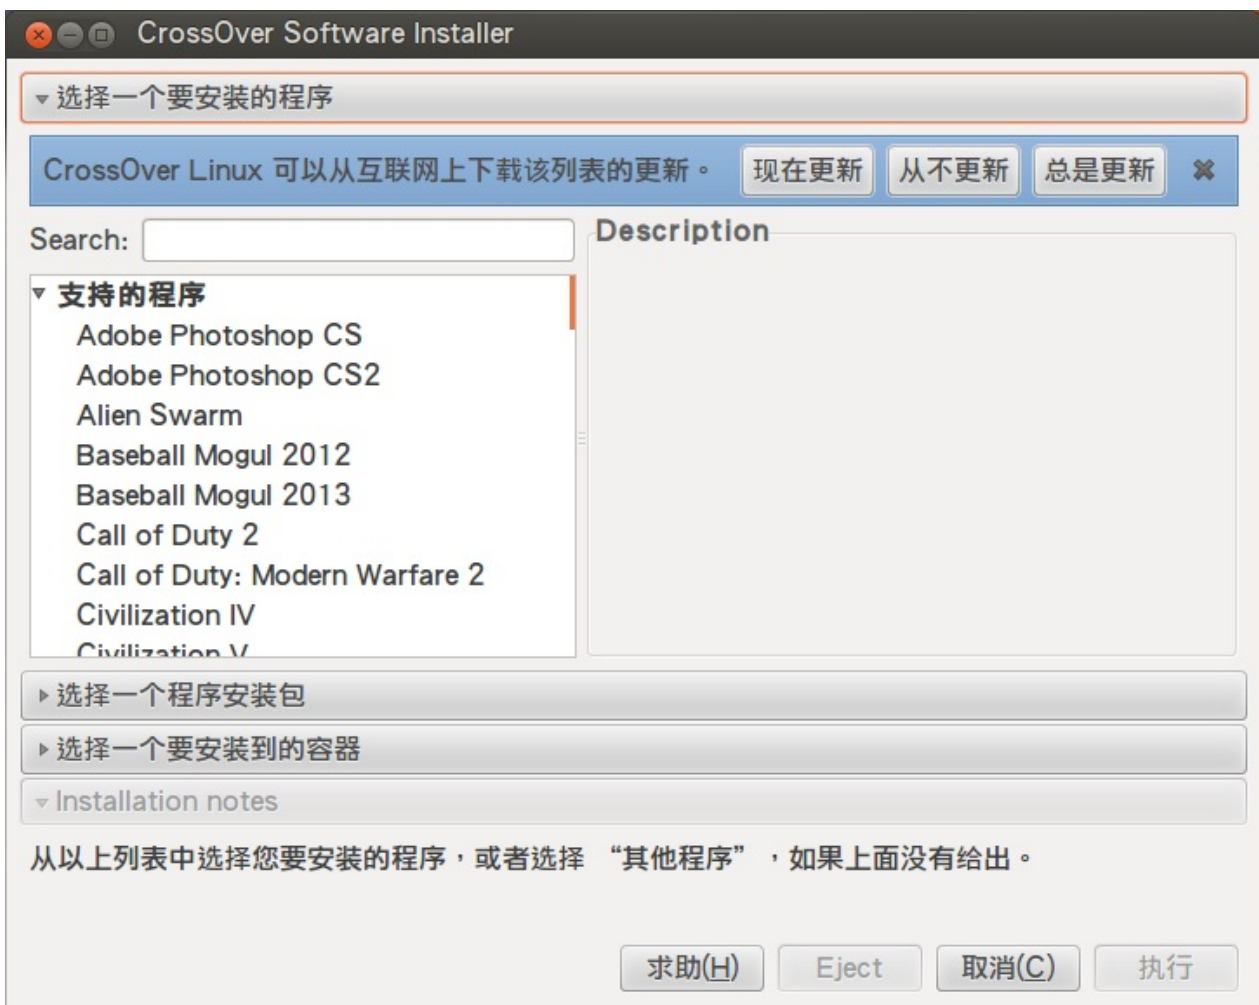 CrossOver Software Installer
选择一个要安装的程序
CrossOver Linux 可以从互联网上下载该列表的更新。 现在更新 从不更新 总是更新
Search:
Description
支持的程序
Adobe Photoshop CS
Adobe Photoshop CS2
Alien Swarm
Baseball Mogul 2012
Baseball Mogul 2013
Call of Duty 2
Call of Duty: Modern Warfare 2
Civilization IV
Civilization V
选择一个程序安装包
选择一个要安装到的容器
Installation notes
从以上列表中选择您要安装的程序，或者选择 “其他程序”，如果上面没有给出。
求助(H) Eject 取消(C) 执行